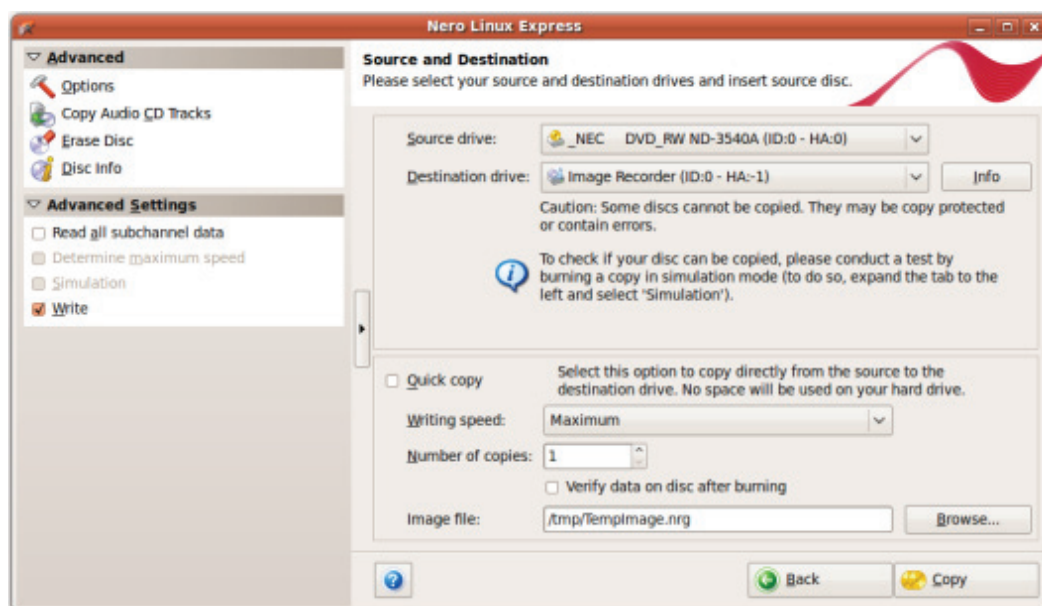 Nero Linux Express
Advanced
Options
Copy Audio CD Tracks
Erase Disc
Disc Info
Advanced Settings
Read all subchannel data
Determine maximum speed
Simulation
Write
Source and Destination
Please select your source and destination drives and insert source disc.
Source drive: _NEC DVD_RW ND-3540A (ID:0 - HA:0)
Destination drive: Image Recorder (ID:0 - HA:-1) Info
Caution: Some discs cannot be copied. They may be copy protected
or contain errors.
To check if your disc can be copied, please conduct a test by
burning a copy in simulation mode (to do so, expand the tab to the
left and select 'Simulation').
Quick copy
Select this option to copy directly from the source to the
destination drive. No space will be used on your hard drive.
Writing speed: Maximum
Number of copies: 1
Verify data on disc after burning
Image file: /tmp/TempImage.nrg Browse...
Back Copy